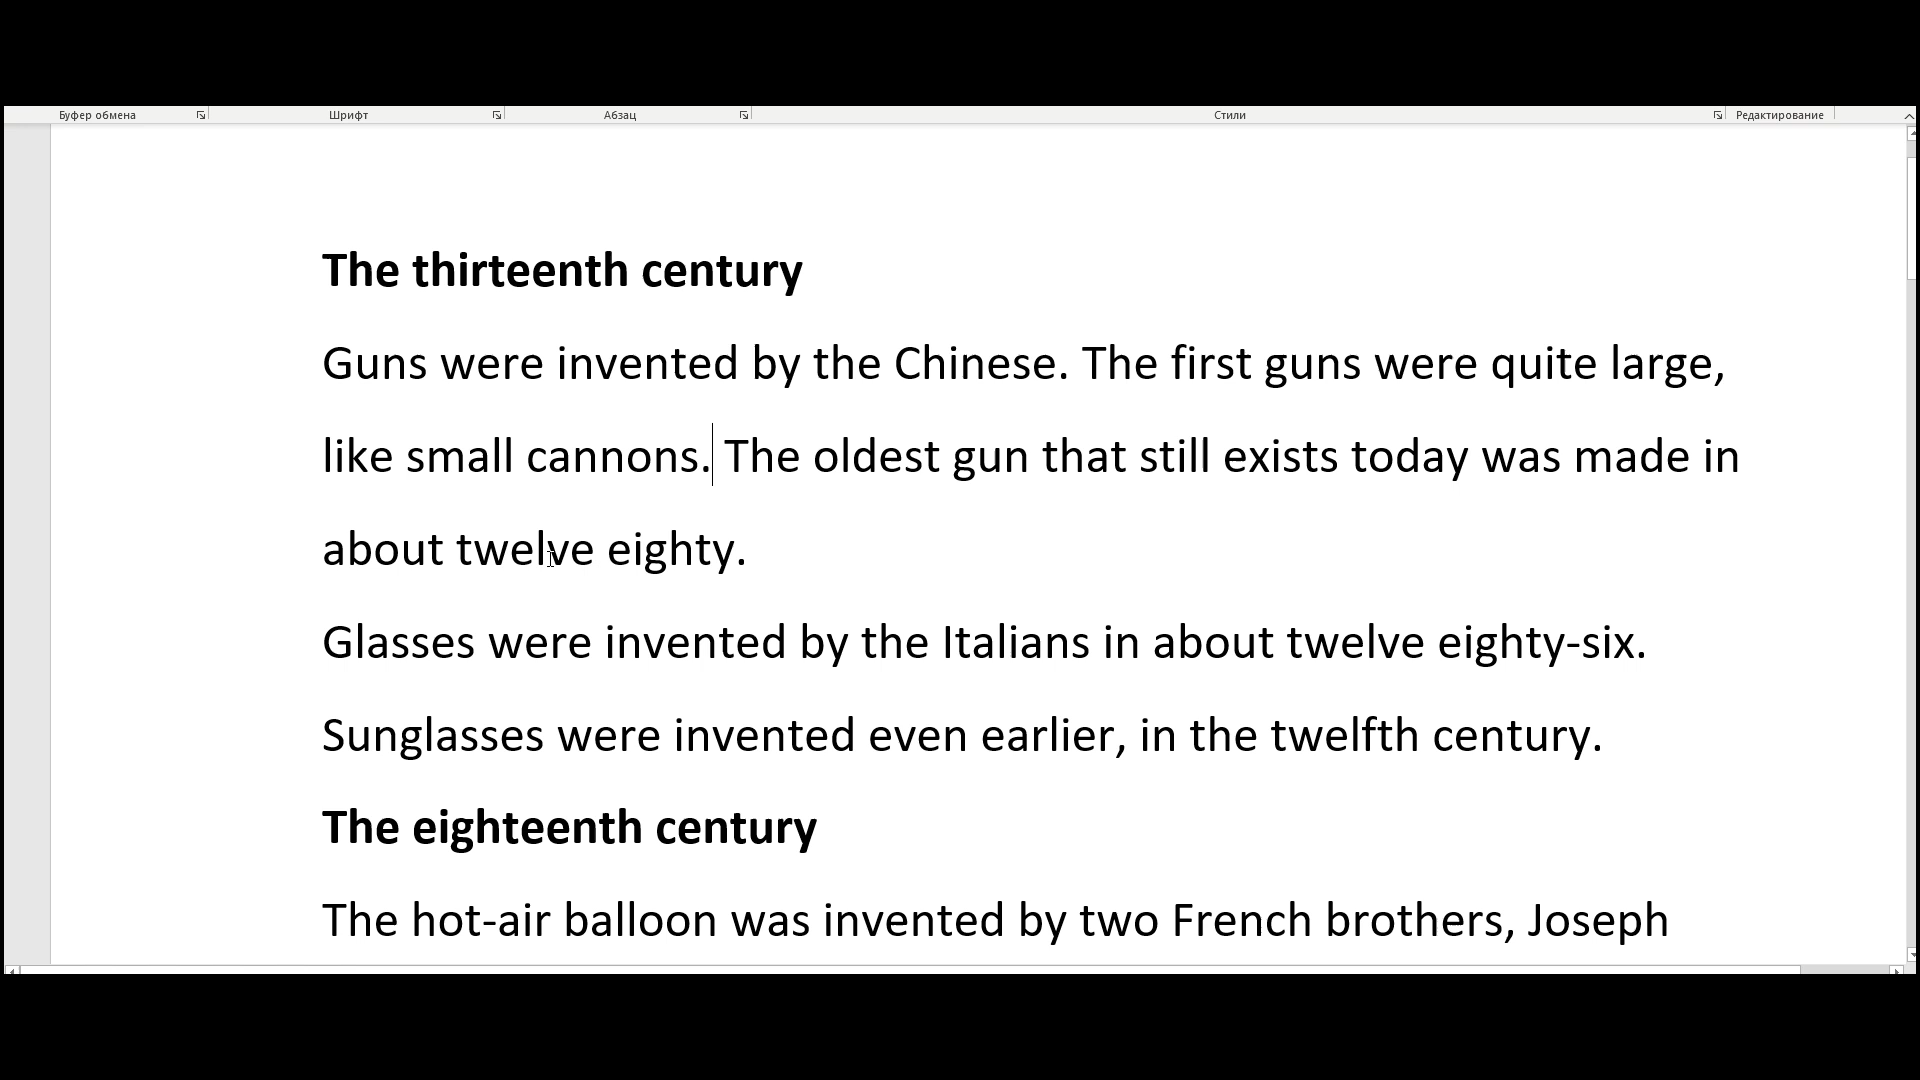 Буфер обмена Шрифт Абзац Стили Редактирование
The thirteenth century
Guns were invented by the Chinese. The first guns were quite large,
like small cannons. The oldest gun that still exists today was made in
about twelve eighty.
Glasses were invented by the Italians in about twelve eighty-six.
Sunglasses were invented even earlier, in the twelfth century.
The eighteenth century
The hot-air balloon was invented by two French brothers, Joseph